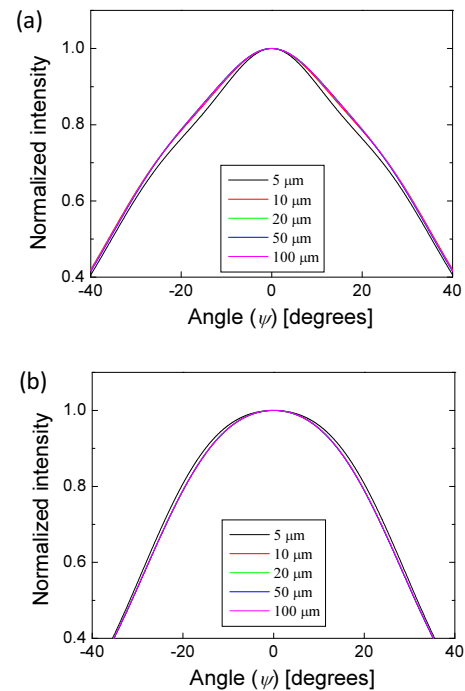 (a)
Normalized intensity
1.0
0.8
0.6
0.4
5 μm
10 μm
20 μm
50 μm
100 μm
-40 -20 0 20 40
Angle (ψ) [degrees]
(b)
Normalized intensity
1.0
0.8
0.6
0.4
5 μm
10 μm
20 μm
50 μm
100 μm
-40 -20 0 20 40
Angle (ψ) [degrees]